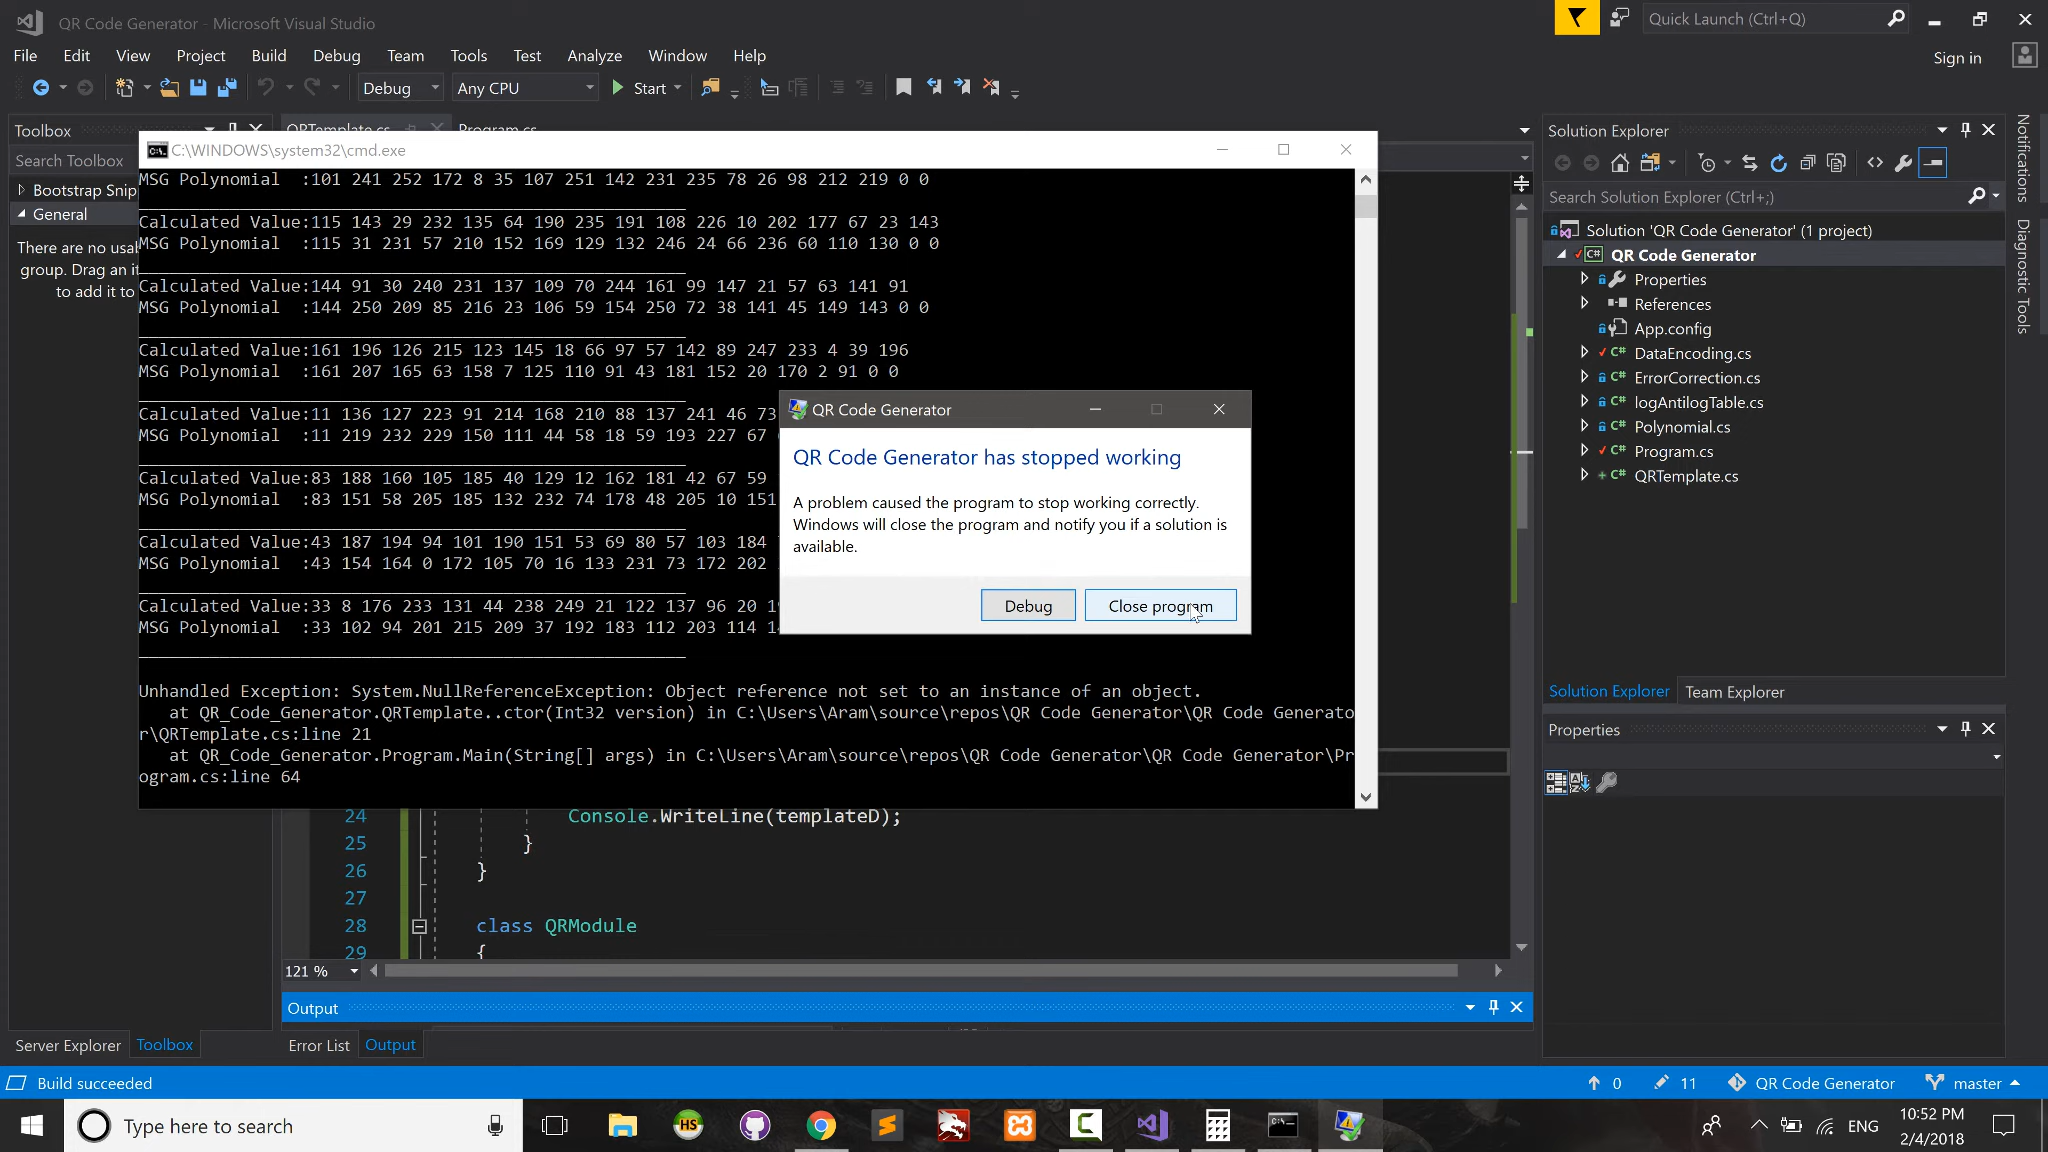 QR Code Generator - Microsoft Visual Studio
Quick Launch (Ctrl+Q)
File Edit View Project Build Debug Team Tools Test Analyze Window Help
Sign in
Debug Any CPU Start
Toolbox
QRTemplate.cs Program.cs
Search Toolbox
Bootstrap Snip
General
There are no usab
group. Drag an it
to add it to
C:\WINDOWS\system32\cmd.exe
MSG Polynomial  :101 241 252 172 8 35 107 251 142 231 235 78 26 98 212 219 0 0
Calculated Value:115 143 29 232 135 64 190 235 191 108 226 10 202 177 67 23 143
MSG Polynomial  :115 31 231 57 210 152 169 129 132 246 24 66 236 60 110 130 0 0
Calculated Value:144 91 30 240 231 137 109 70 244 161 99 147 21 57 63 141 91
MSG Polynomial  :144 250 209 85 216 23 106 59 154 250 72 38 141 45 149 143 0 0
Calculated Value:161 196 126 215 123 145 18 66 97 57 142 89 247 233 4 39 196
MSG Polynomial  :161 207 165 63 158 7 125 110 91 43 181 152 20 170 2 91 0 0
Calculated Value:11 136 127 223 91 214 168 210 88 137 241 46 73
MSG Polynomial  :11 219 232 229 150 111 44 58 18 59 193 227 67
Calculated Value:83 188 160 105 185 40 129 12 162 181 42 67 59
MSG Polynomial  :83 151 58 205 185 132 232 74 178 48 205 10 151
Calculated Value:43 187 194 94 101 190 151 53 69 80 57 103 184
MSG Polynomial  :43 154 164 0 172 105 70 16 133 231 73 172 202
Calculated Value:33 8 176 233 131 44 238 249 21 122 137 96 20
MSG Polynomial  :33 102 94 201 215 209 37 192 183 112 203 114
Unhandled Exception: System.NullReferenceException: Object reference not set to an instance of an object.
at QR_Code_Generator.QRTemplate..ctor(Int32 version) in C:\Users\Aram\source\repos\QR Code Generator\QR Code Generato
r\QRTemplate.cs:line 21
at QR_Code_Generator.Program.Main(String[] args) in C:\Users\Aram\source\repos\QR Code Generator\QR Code Generator\Pr
ogram.cs:line 64
QR Code Generator
QR Code Generator has stopped working
A problem caused the program to stop working correctly.
Windows will close the program and notify you if a solution is
available.
Debug Close program
24 Console.WriteLine(templateD);
25 }
26 }
27
28 class QRModule
29 {
121 %
Output
Server Explorer Toolbox
Error List Output
Solution Explorer
Search Solution Explorer (Ctrl+;)
Solution 'QR Code Generator' (1 project)
QR Code Generator
Properties
References
App.config
DataEncoding.cs
ErrorCorrection.cs
logAntilogTable.cs
Polynomial.cs
Program.cs
QRTemplate.cs
Solution Explorer Team Explorer
Properties
Notifications
Diagnostic Tools
Build succeeded
0 11 QR Code Generator master
Type here to search
HS
ENG
10:52 PM
2/4/2018